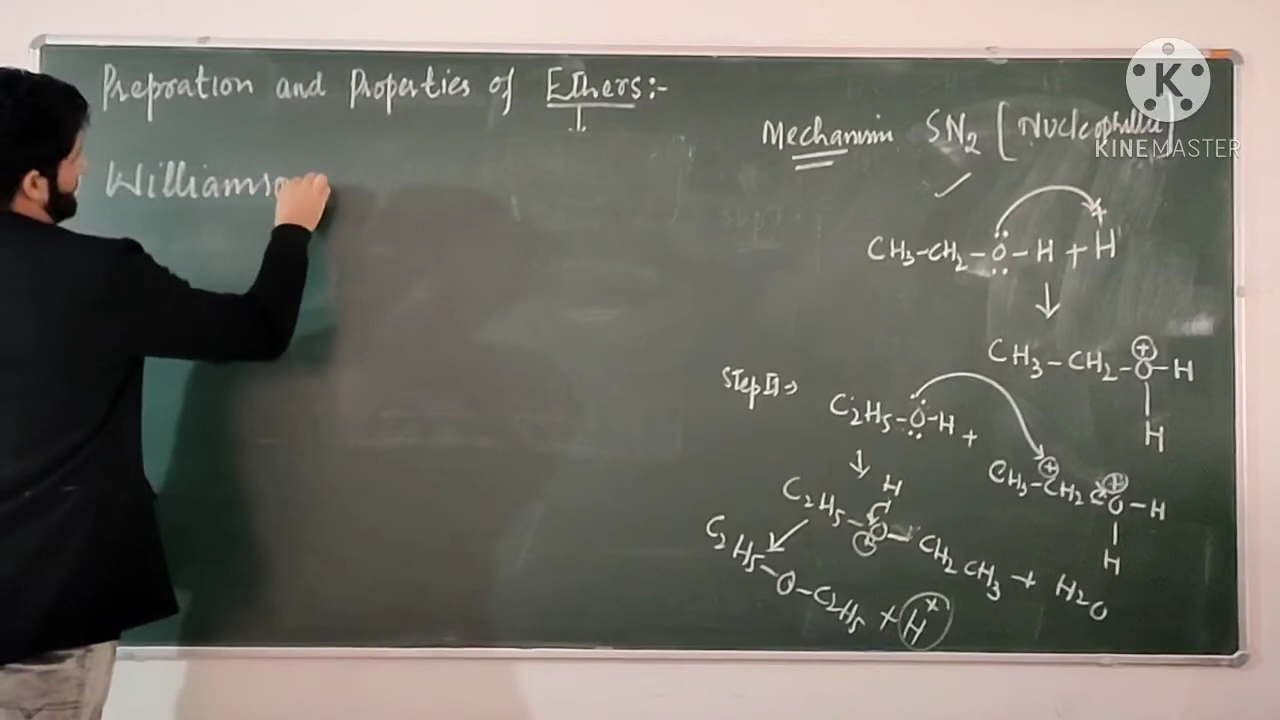 Prepration and Properties of Ethers:-
Williamso
Mechanism SN2 [Nucleophilic]
K
KINEMASTER
CH3-CH2-O-H + H+
↓
CH3-CH2-O-H
⊕
H
Step II→
C2H5-O-H +
CH3-CH2 O-H
⊕ ⊕
H
↓
H
C2H5-O-CH2CH3 + H2O
⊕
C2H5-O-C2H5 + H+